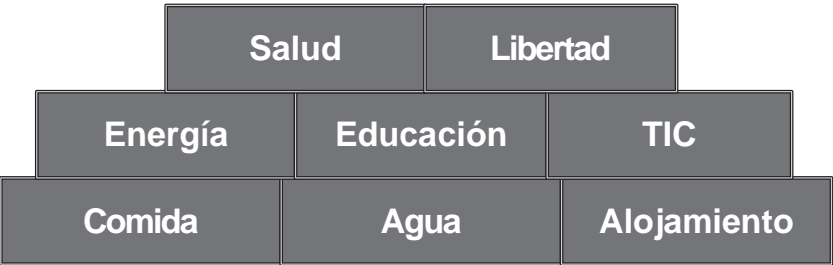 Salud Libertad
Energía Educación TIC
Comida Agua Alojamiento